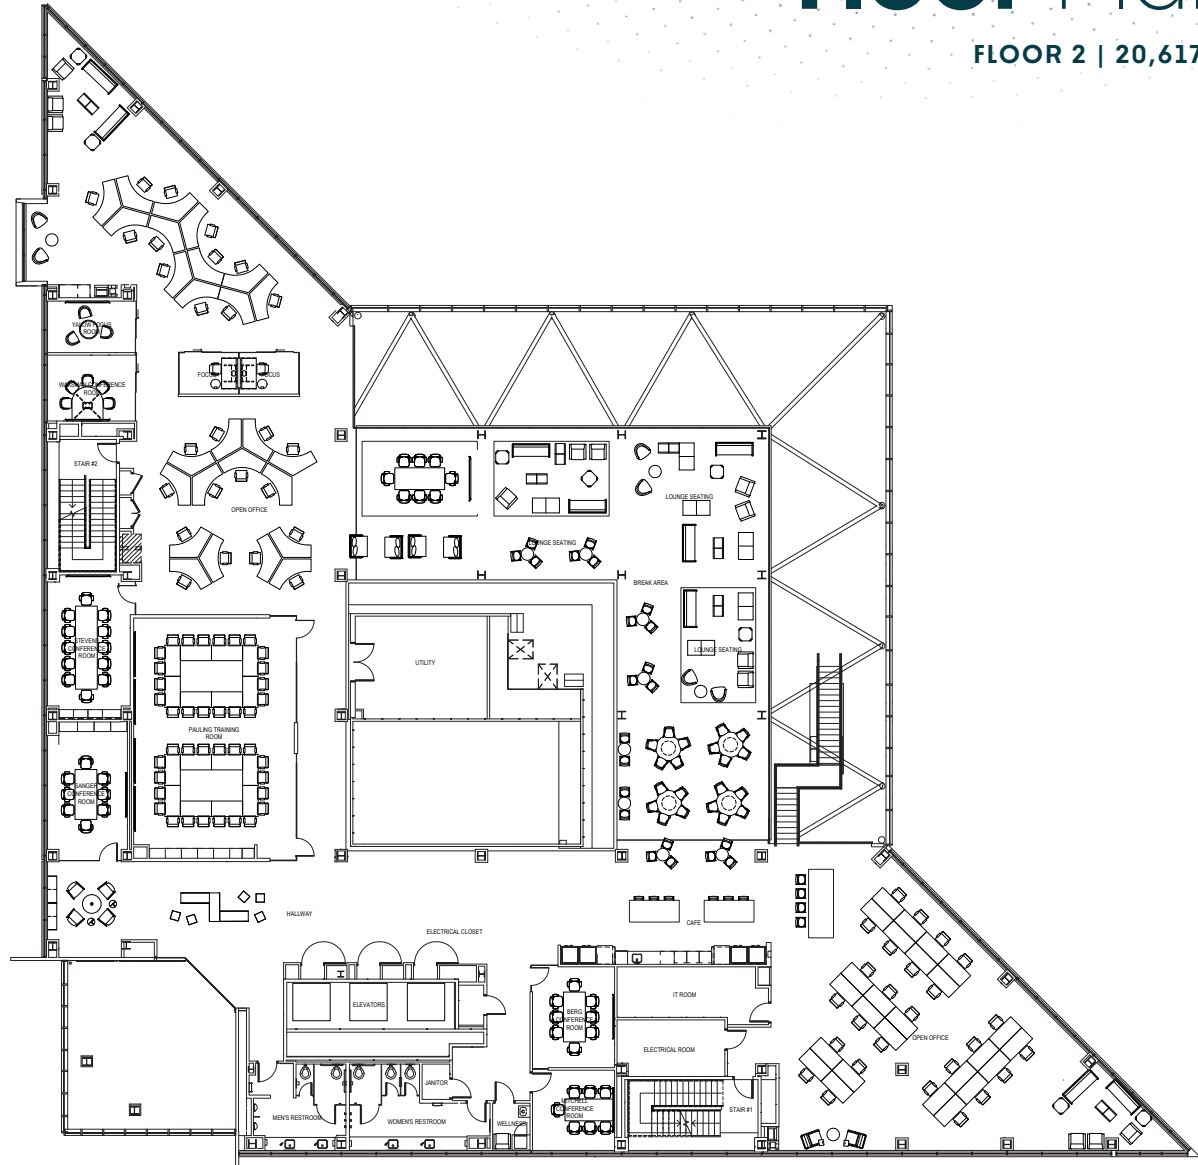 Floor
FLOOR 2 | 20,617
FOCUS
FOCUS
ROOM
CONFERENCE
ROOM
STAIR #2
OPEN OFFICE
LOUNGE SEATING
LOUNGE SEATING
BREAK AREA
STEVENS
CONFERENCE
ROOM
UTILITY
LOUNGE SEATING
PAULING TRAINING
ROOM
SANGER
CONFERENCE
ROOM
HALLWAY
ELECTRICAL CLOSET
CAFE
ELEVATORS
BERG
CONFERENCE
ROOM
IT ROOM
ELECTRICAL ROOM
OPEN OFFICE
JANITOR
MEN'S RESTROOM
WOMEN'S RESTROOM
WELLNESS
MITCHELL
CONFERENCE
ROOM
STAIR #1